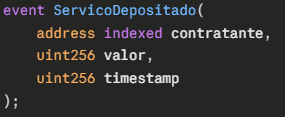 event ServicoDepositado(
    address indexed contratante,
    uint256 valor,
    uint256 timestamp
);